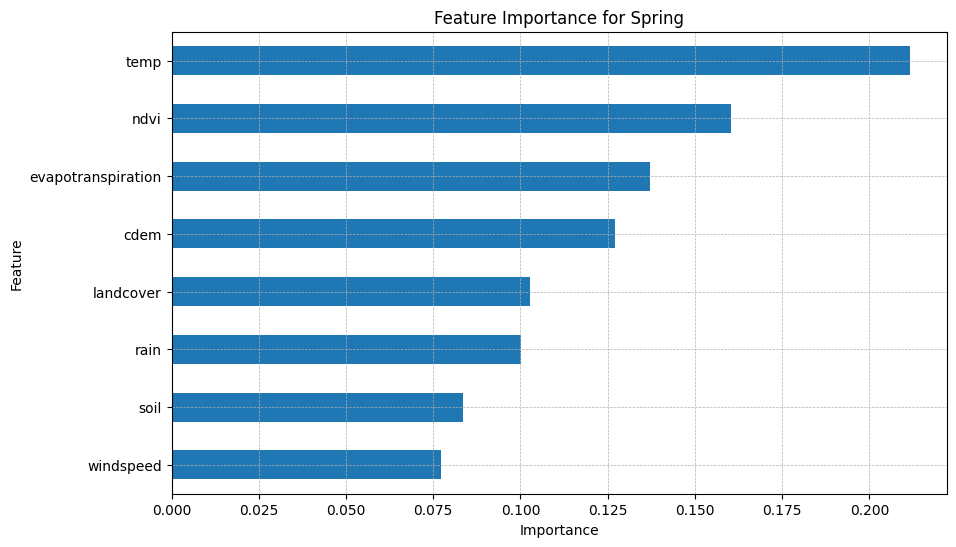 Feature Importance for Spring
temp
ndvi
evapotranspiration
cdem
landcover
rain
soil
windspeed
Feature
0.000 0.025 0.050 0.075 0.100 0.125 0.150 0.175 0.200
Importance